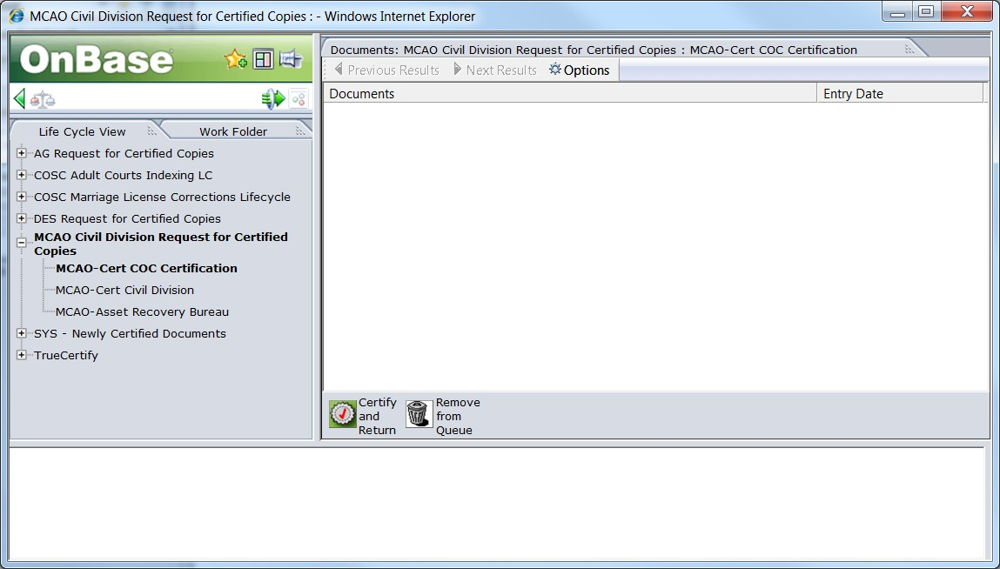 MCAO Civil Division Request for Certified Copies : - Windows Internet Explorer
OnBase
Life Cycle View
Work Folder
AG Request for Certified Copies
COSC Adult Courts Indexing LC
COSC Marriage License Corrections Lifecycle
DES Request for Certified Copies
MCAO Civil Division Request for Certified
Copies
MCAO-Cert COC Certification
MCAO-Cert Civil Division
MCAO-Asset Recovery Bureau
SYS - Newly Certified Documents
TrueCertify
Documents: MCAO Civil Division Request for Certified Copies : MCAO-Cert COC Certification
Previous Results
Next Results
Options
Documents
Entry Date
Certify
and
Return
Remove
from
Queue